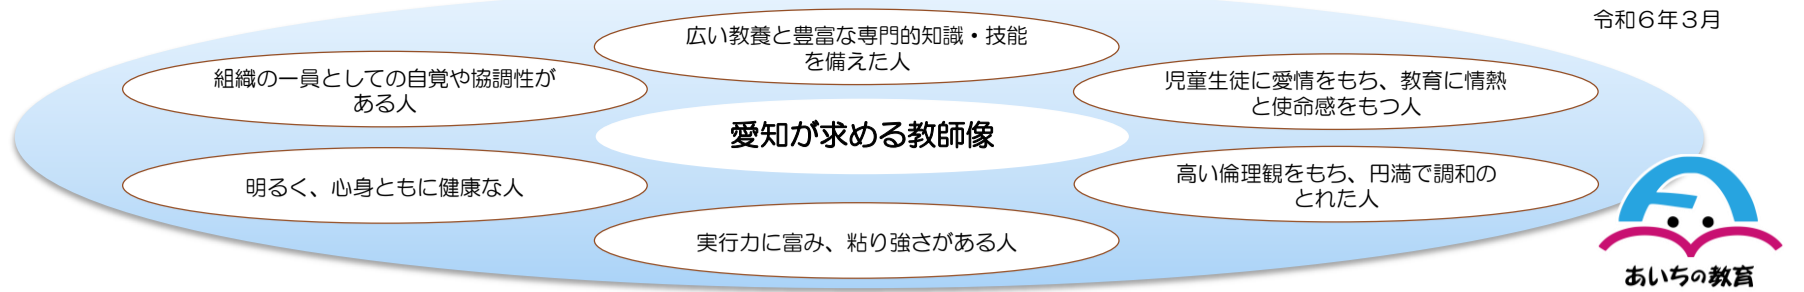 令和６年３月
広い教養と豊富な専門的知識・技能
を備えた人
組織の一員としての自覚や協調性が
ある人
児童生徒に愛情をもち、教育に情熱
と使命感をもつ人
愛知が求める教師像
明るく、心身ともに健康な人
高い倫理観をもち、円満で調和の
とれた人
実行力に富み、粘り強さがある人
あいちの教育